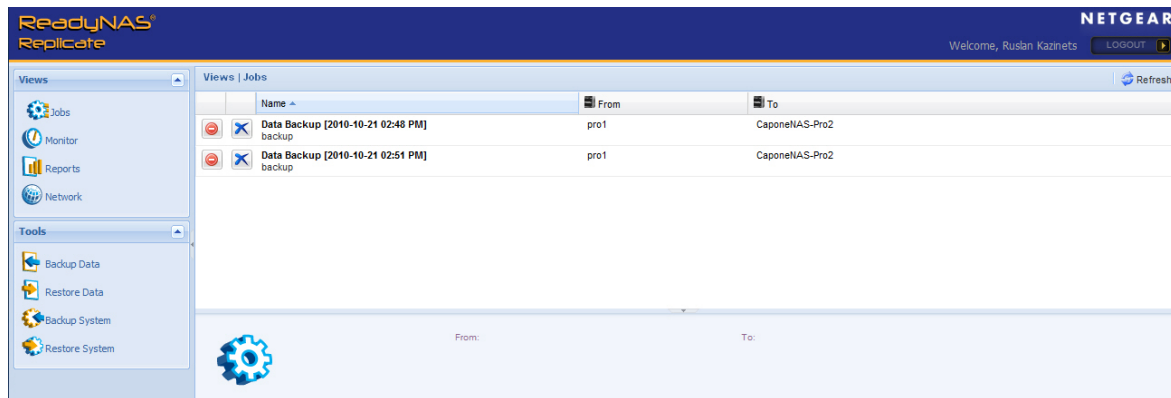 ReadyNAS®
Replicate
NETGEAR
Welcome, Ruslan Kazinets
LOGOUT
Views
Jobs
Monitor
Reports
Network
Tools
Backup Data
Restore Data
Backup System
Restore System
Views | Jobs
Refresh
Name From To
Data Backup [2010-10-21 02:48 PM] pro1 CaponeNAS-Pro2
backup
Data Backup [2010-10-21 02:51 PM] pro1 CaponeNAS-Pro2
backup
From: To: